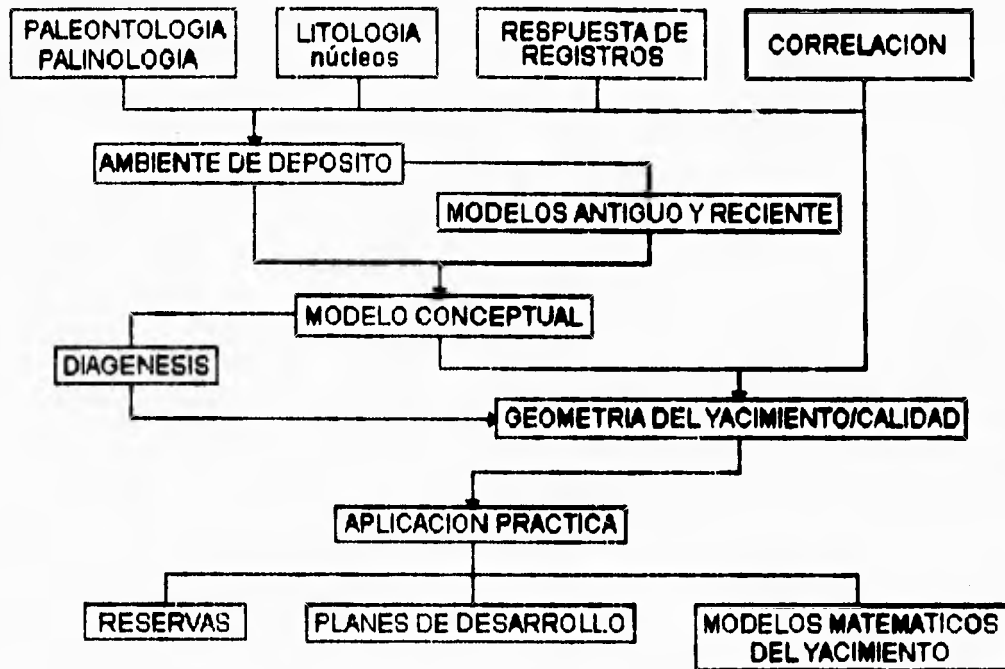 PALEONTOLOGIA
PALINOLOGIA
LITOLOGIA
núcleos
RESPUESTA DE
REGISTROS
CORRELACION
AMBIENTE DE DEPOSITO
MODELOS ANTIGUO Y RECIENTE
MODELO CONCEPTUAL
DIAGENESIS
GEOMETRIA DEL YACIMIENTO/CALIDAD
APLICACION PRACTICA
RESERVAS
PLANES DE DESARROLLO
MODELOS MATEMATICOS
DEL YACIMIENTO